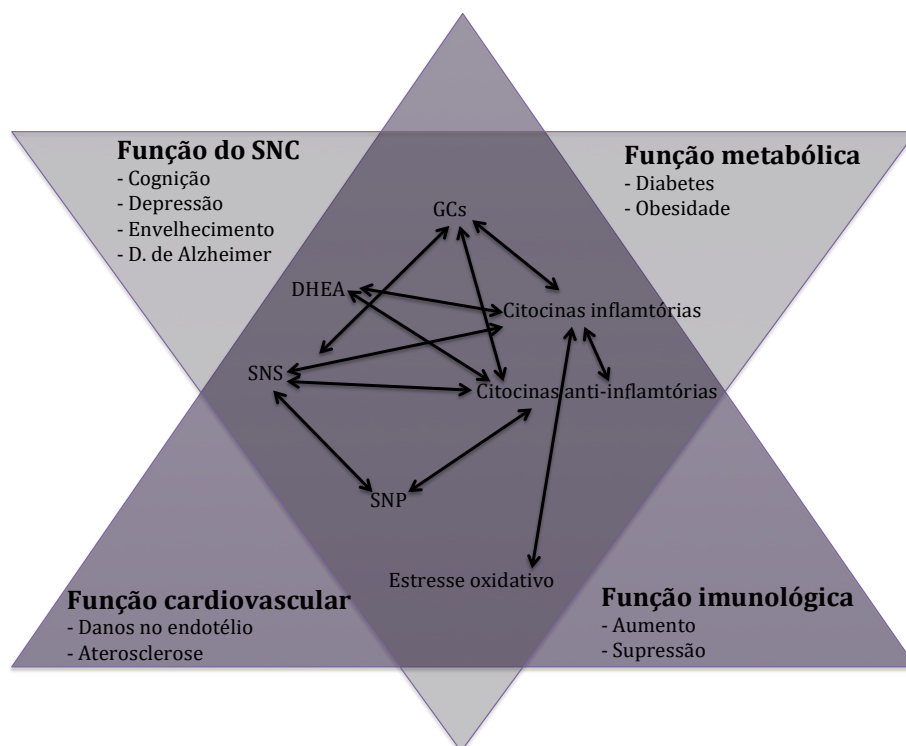 Função do SNC
- Cognição
- Depressão
- Envelhecimento
- D. de Alzheimer
Função metabólica
- Diabetes
- Obesidade
GCs
DHEA
Citocinas inflamtórias
SNS
Citocinas anti-inflamtórias
SNP
Estresse oxidativo
Função cardiovascular
- Danos no endotélio
- Aterosclerose
Função imunológica
- Aumento
- Supressão